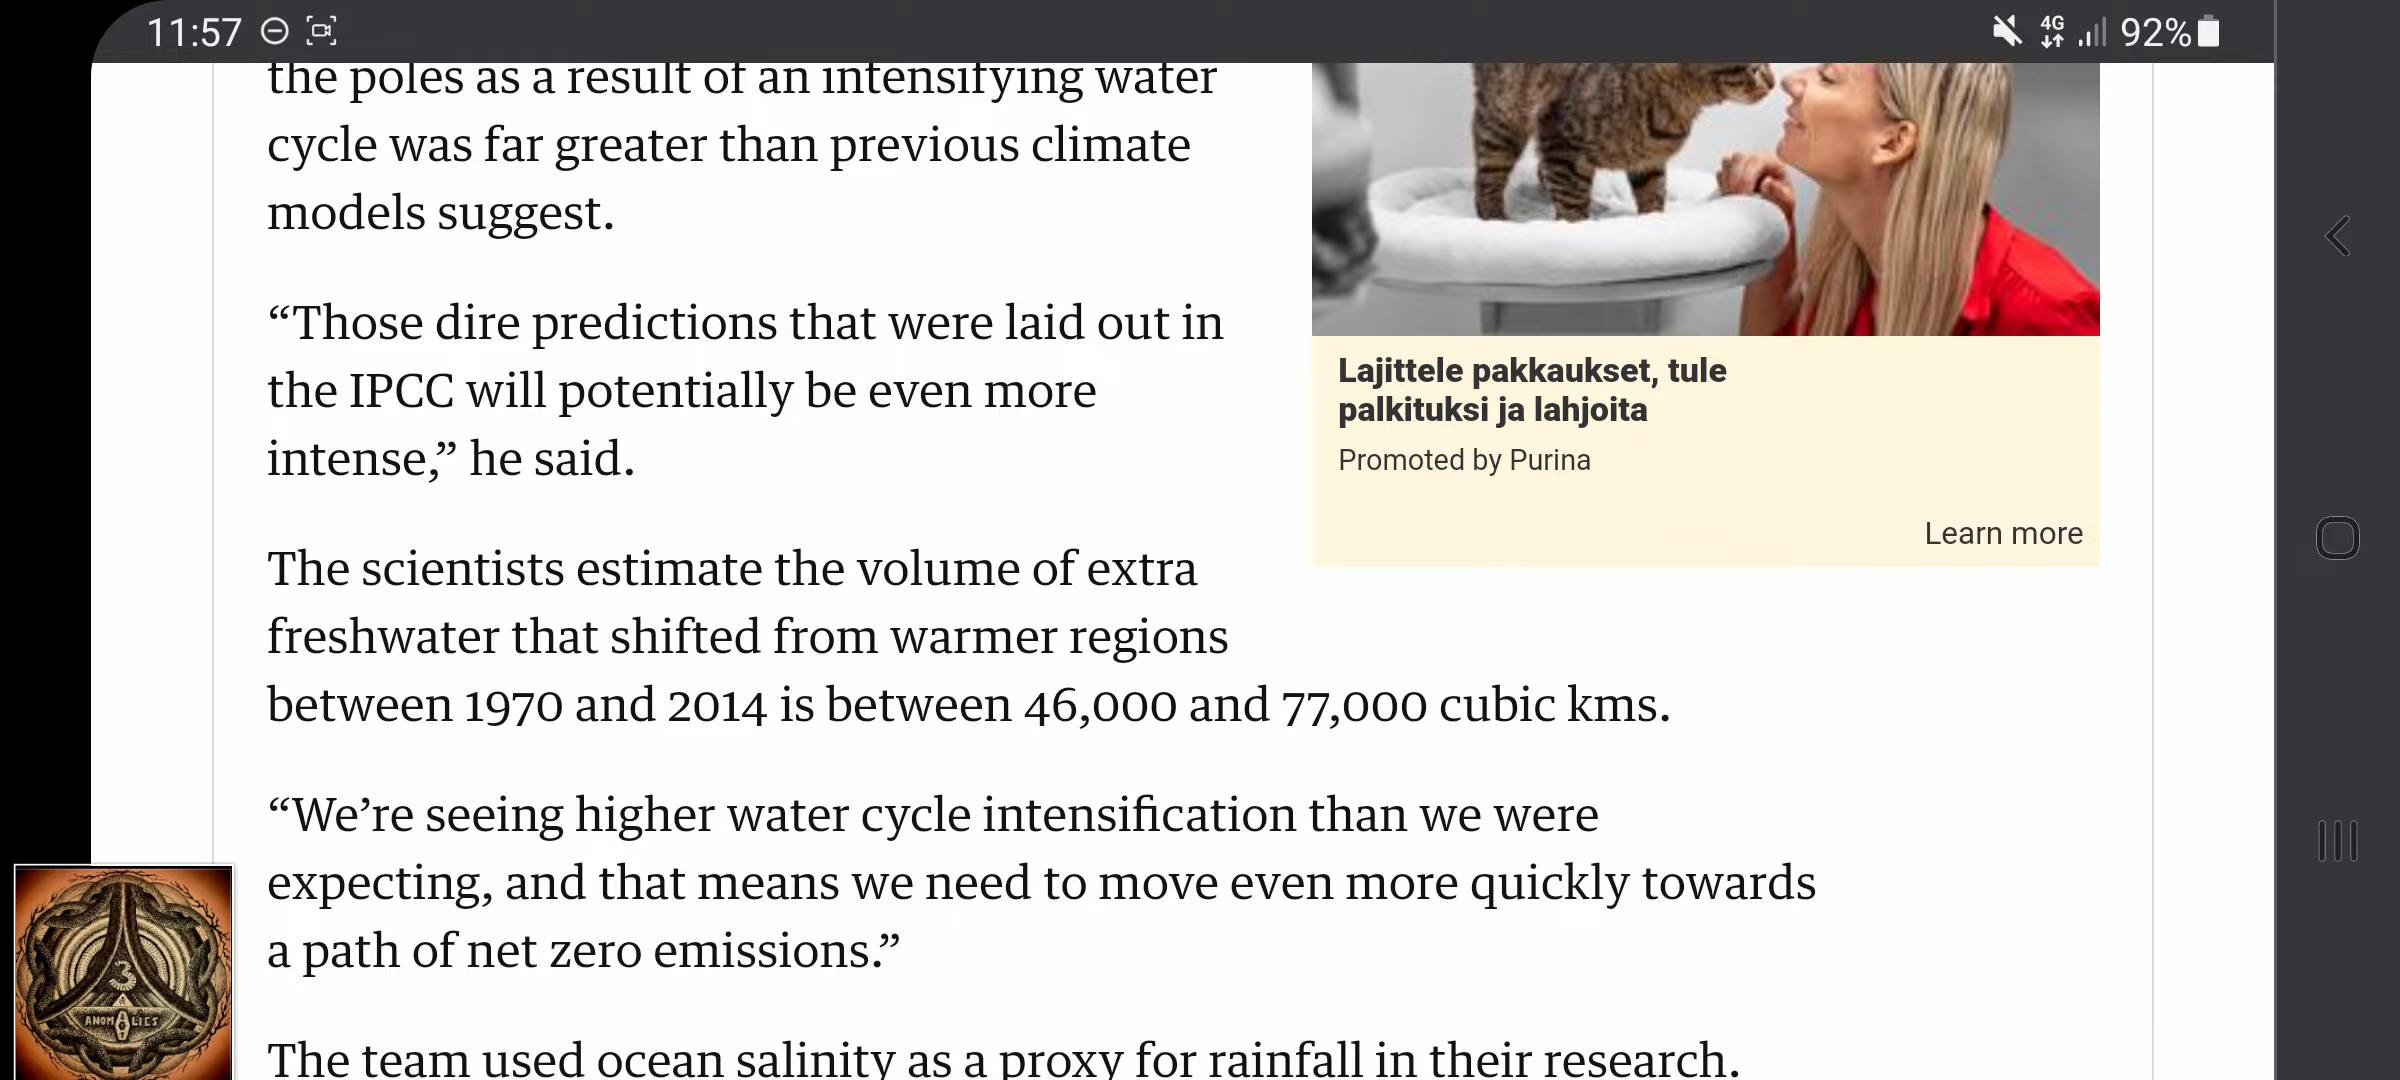 11:57
4G
92%
the poles as a result of an intensifying water
cycle was far greater than previous climate
models suggest.
“Those dire predictions that were laid out in
the IPCC will potentially be even more
intense,” he said.
Lajittele pakkaukset, tule
palkituksi ja lahjoita
Promoted by Purina
Learn more
The scientists estimate the volume of extra
freshwater that shifted from warmer regions
between 1970 and 2014 is between 46,000 and 77,000 cubic kms.
“We’re seeing higher water cycle intensification than we were
expecting, and that means we need to move even more quickly towards
a path of net zero emissions.”
3
ANOMALIES
The team used ocean salinity as a proxy for rainfall in their research.